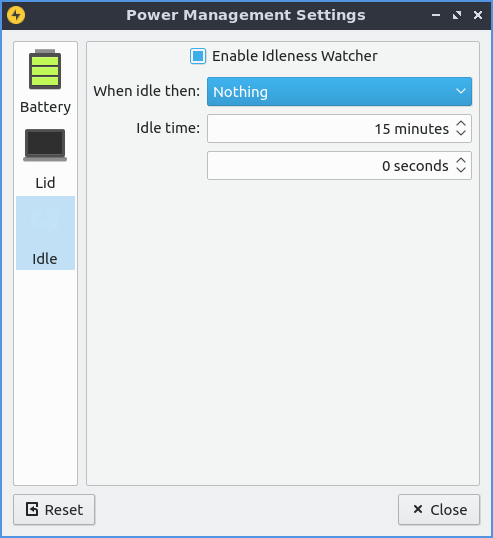 Power Management Settings
Battery
Lid
Idle
Enable Idleness Watcher
When idle then: Nothing
Idle time: 15 minutes
0 seconds
Reset
Close